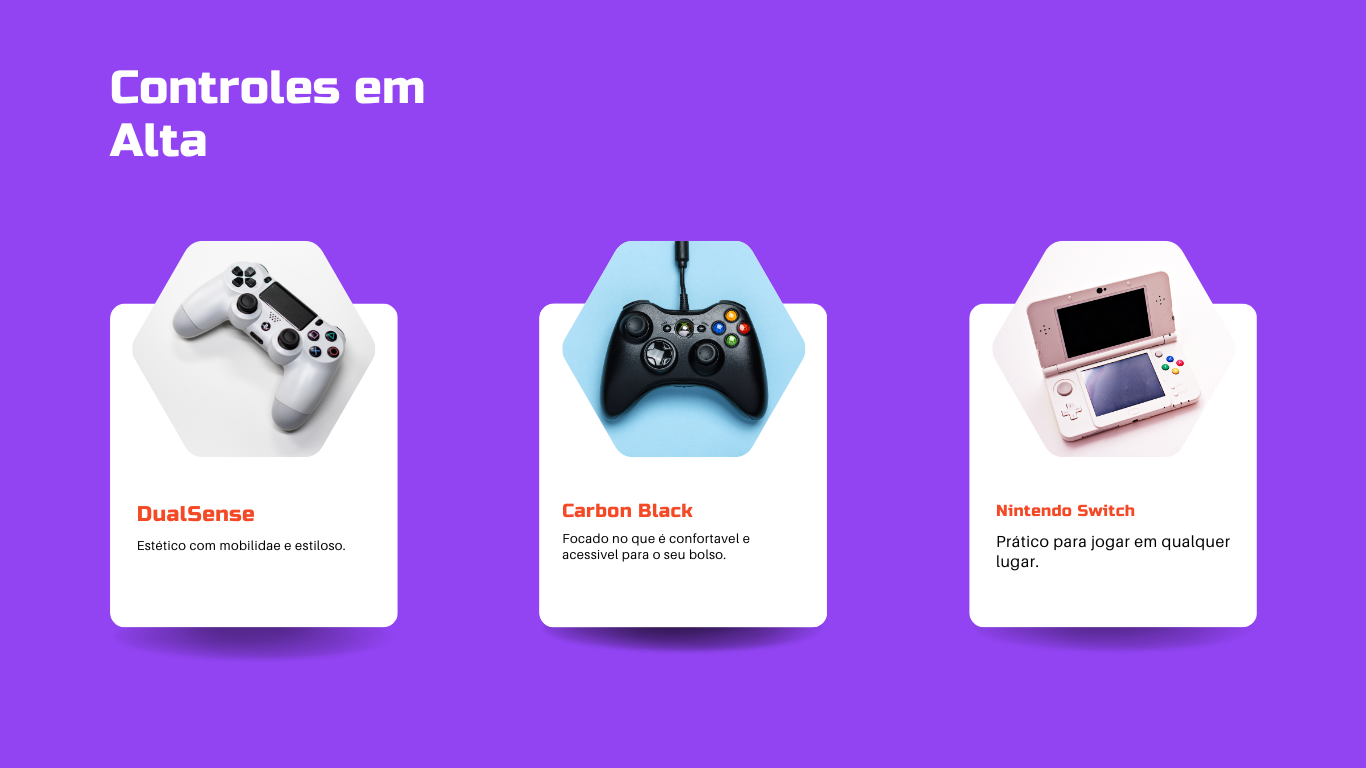 Controles em
Alta
DualSense
Estético com mobilidae e estiloso.
Carbon Black
Focado no que é confortavel e
acessivel para o seu bolso.
Nintendo Switch
Prático para jogar em qualquer
lugar.